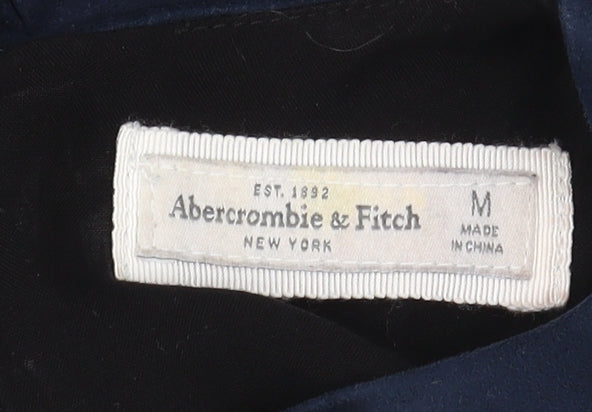 EST. 1892
Abercrombie & Fitch
NEW YORK
M
MADE
IN CHINA